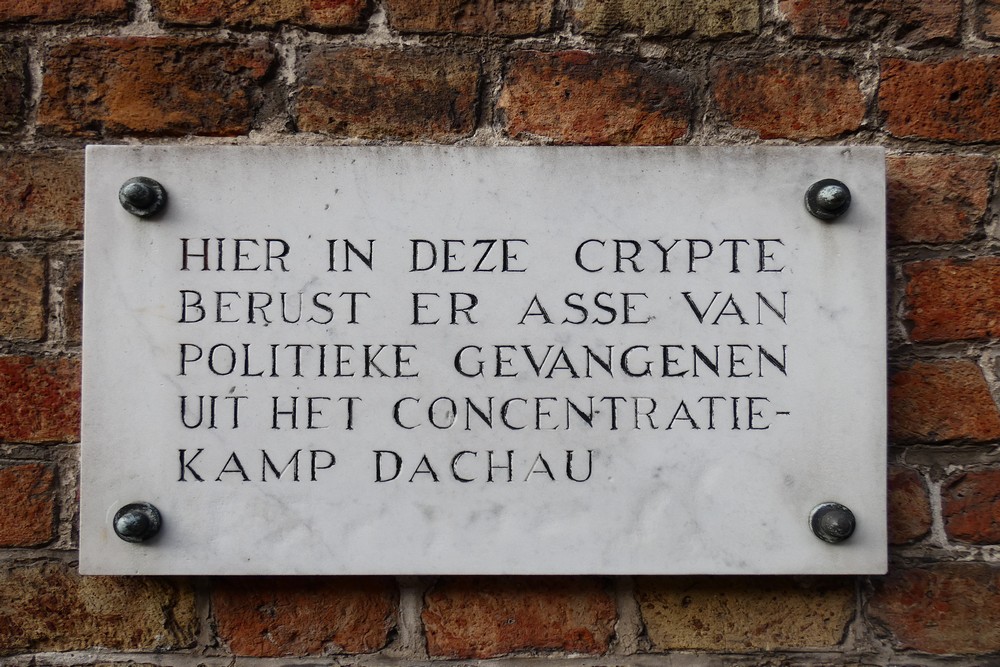 HIER IN DEZE CRYPTE
BERUST ER ASSE VAN
POLITIEKE GEVANGENEN
UIT HET CONCENTRATIE-
KAMP DACHAU